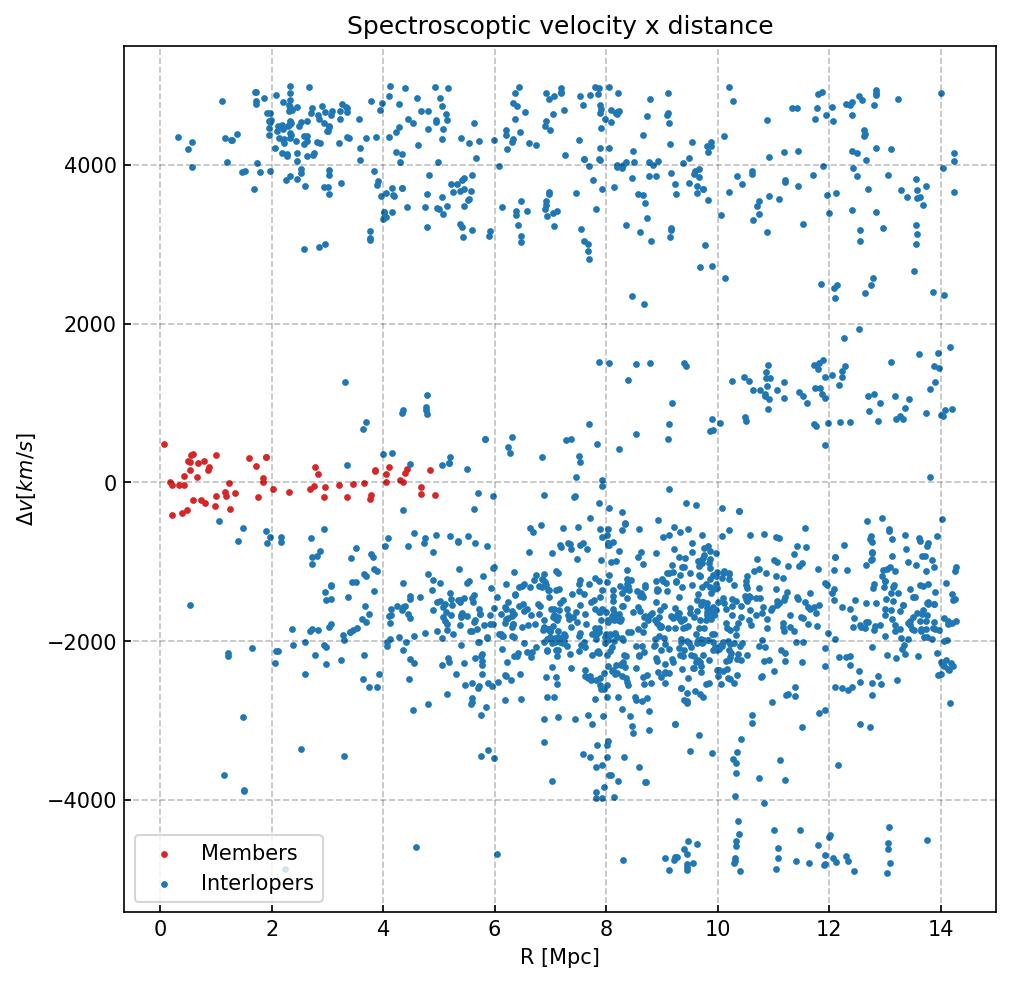 Spectroscoptic velocity x distance
4000
2000
0
−2000
−4000
Δv[km/s]
Members
Interlopers
0 2 4 6 8 10 12 14
R [Mpc]